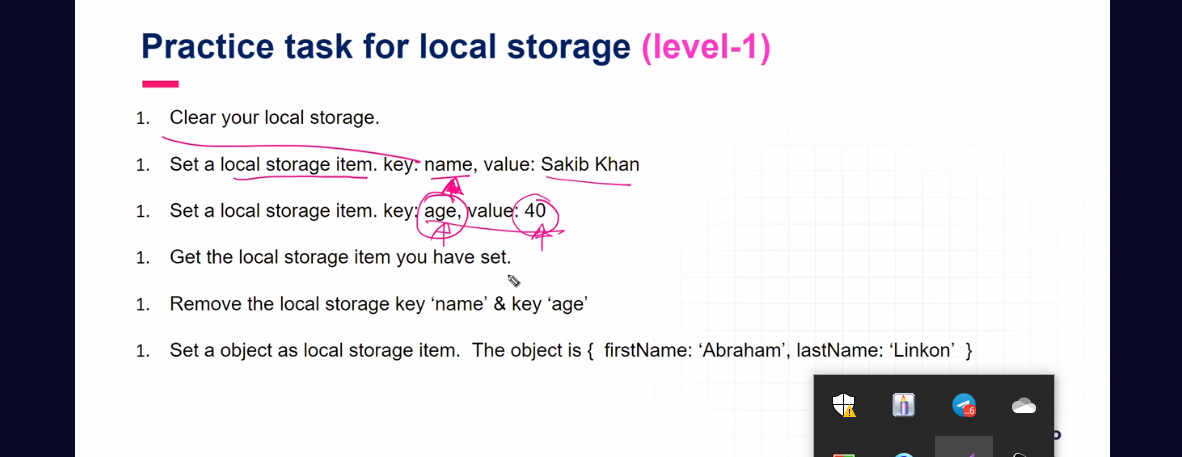 Practice task for local storage (level-1)
1. Clear your local storage.
1. Set a local storage item. key: name, value: Sakib Khan
1. Set a local storage item. key: age, value: 40
1. Get the local storage item you have set.
1. Remove the local storage key ‘name’ & key ‘age’
1. Set a object as local storage item. The object is { firstName: ‘Abraham’, lastName: ‘Linkon’ }